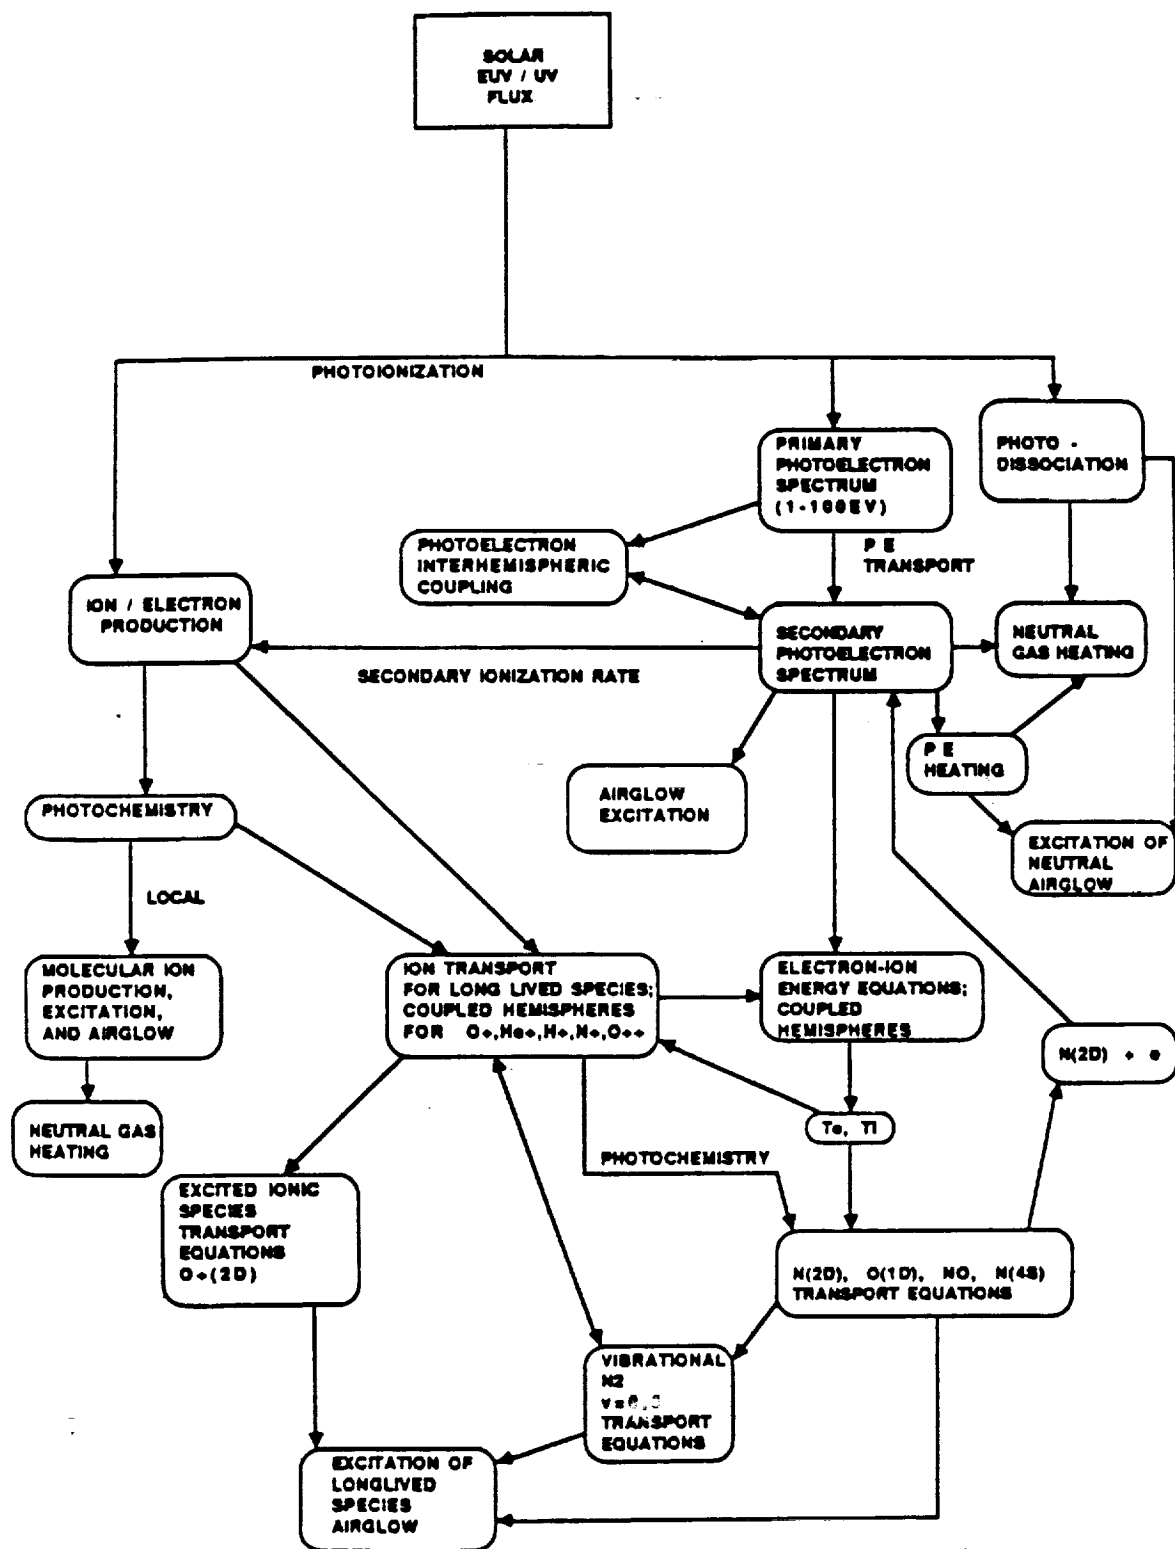 SOLAR
EUV / UV
FLUX
PHOTOIONIZATION
PRIMARY
PHOTOELECTRON
SPECTRUM
(1-100EV)
PHOTO -
DISSOCIATION
PHOTOELECTRON
INTERHEMISPHERIC
COUPLING
P E
TRANSPORT
ION / ELECTRON
PRODUCTION
SECONDARY
PHOTOELECTRON
SPECTRUM
NEUTRAL
GAS HEATING
SECONDARY IONIZATION RATE
P E
HEATING
PHOTOCHEMISTRY
AIRGLOW
EXCITATION
EXCITATION OF
NEUTRAL
AIRGLOW
LOCAL
MOLECULAR ION
PRODUCTION,
EXCITATION,
AND AIRGLOW
ION TRANSPORT
FOR LONG LIVED SPECIES;
COUPLED HEMISPHERES
FOR O+,He+,H+,N+,O++
ELECTRON-ION
ENERGY EQUATIONS;
COUPLED
HEMISPHERES
N(2D) + e
NEUTRAL GAS
HEATING
Te, Ti
PHOTOCHEMISTRY
EXCITED IONIC
SPECIES
TRANSPORT
EQUATIONS
O+(2D)
N(2D), O(1D), NO, N(4S)
TRANSPORT EQUATIONS
VIBRATIONAL
N2
TRANSPORT
EQUATIONS
EXCITATION OF
LONGLIVED
SPECIES
AIRGLOW